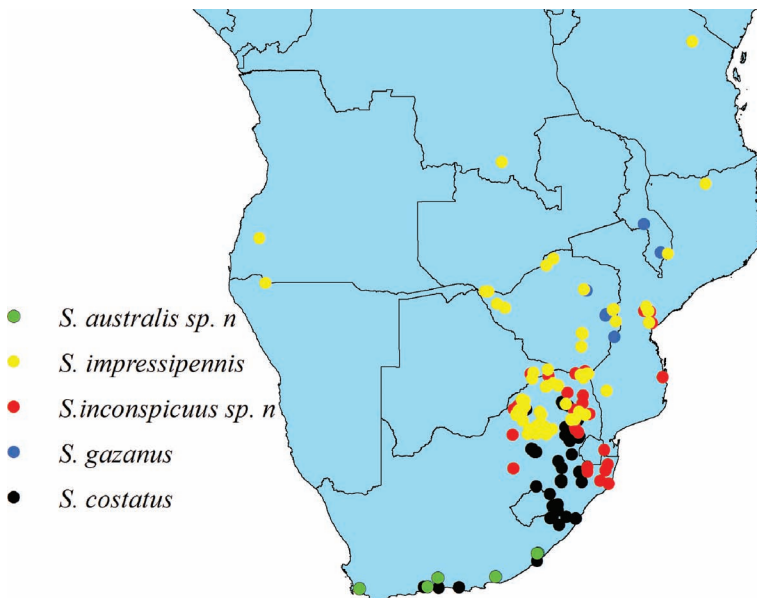 S. australis sp. n
S. impressipennis
S.inconspicuus sp. n
S. gazanus
S. costatus